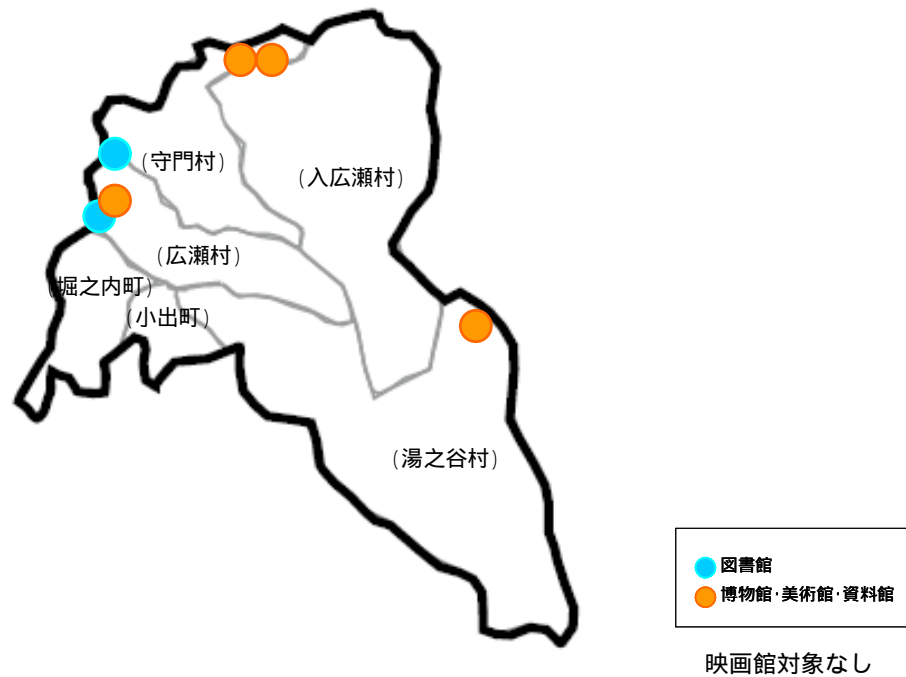 (守門村)
(入広瀬村)
(広瀬村)
(堀之内町)
(小出町)
(湯之谷村)
図書館
博物館･美術館･資料館
映画館対象なし